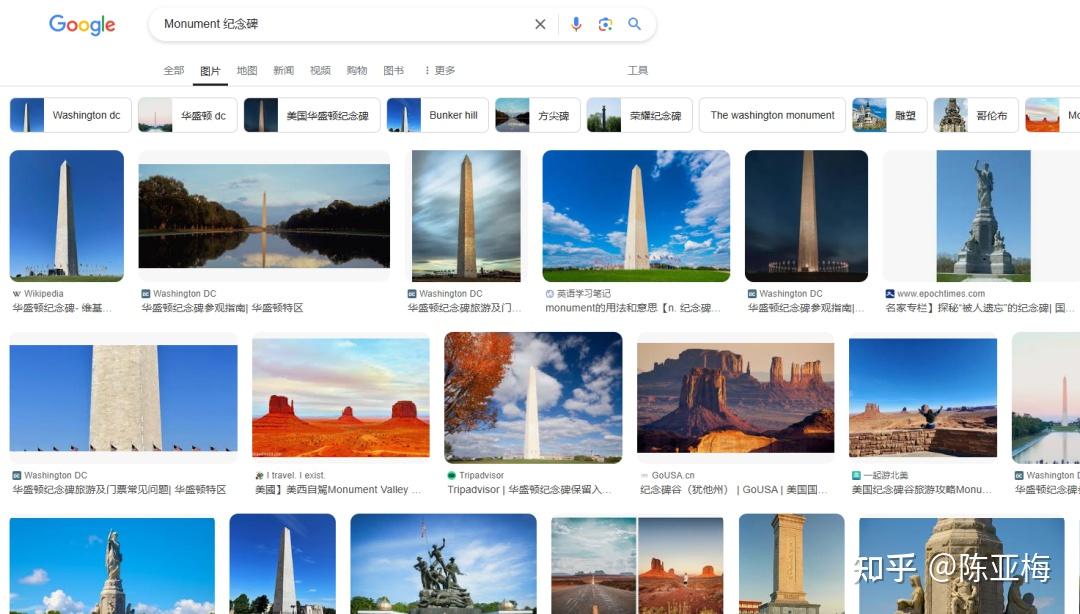 Google
Monument 纪念碑
全部 图片 地图 新闻 视频 购物 图书 更多 工具
Washington dc 华盛顿 dc 美国华盛顿纪念碑 Bunker hill 方尖碑 荣耀纪念碑 The washington monument 雕塑 哥伦布 Mo
Wikipedia
华盛顿纪念碑- 维基...
Washington DC
华盛顿纪念碑参观指南| 华盛顿特区
Washington DC
华盛顿纪念碑旅游及门...
英语学习笔记
monument的用法和意思【n. 纪念碑...
Washington DC
华盛顿纪念碑参观指南|...
www.epochtimes.com
名家专栏】探秘“被人遗忘”的纪念碑| 国...
Washington DC
华盛顿纪念碑旅游及门票常见问题| 华盛顿特区
I travel. I exist.
美國】美西自駕Monument Valley ...
Tripadvisor
Tripadvisor | 华盛顿纪念碑保留入...
GoUSA.cn
纪念碑谷（犹他州） | GoUSA | 美国国...
一起游北美
美国纪念碑谷旅游攻略Monu...
Washington D
华盛顿纪念碑
知乎 @陈亚梅